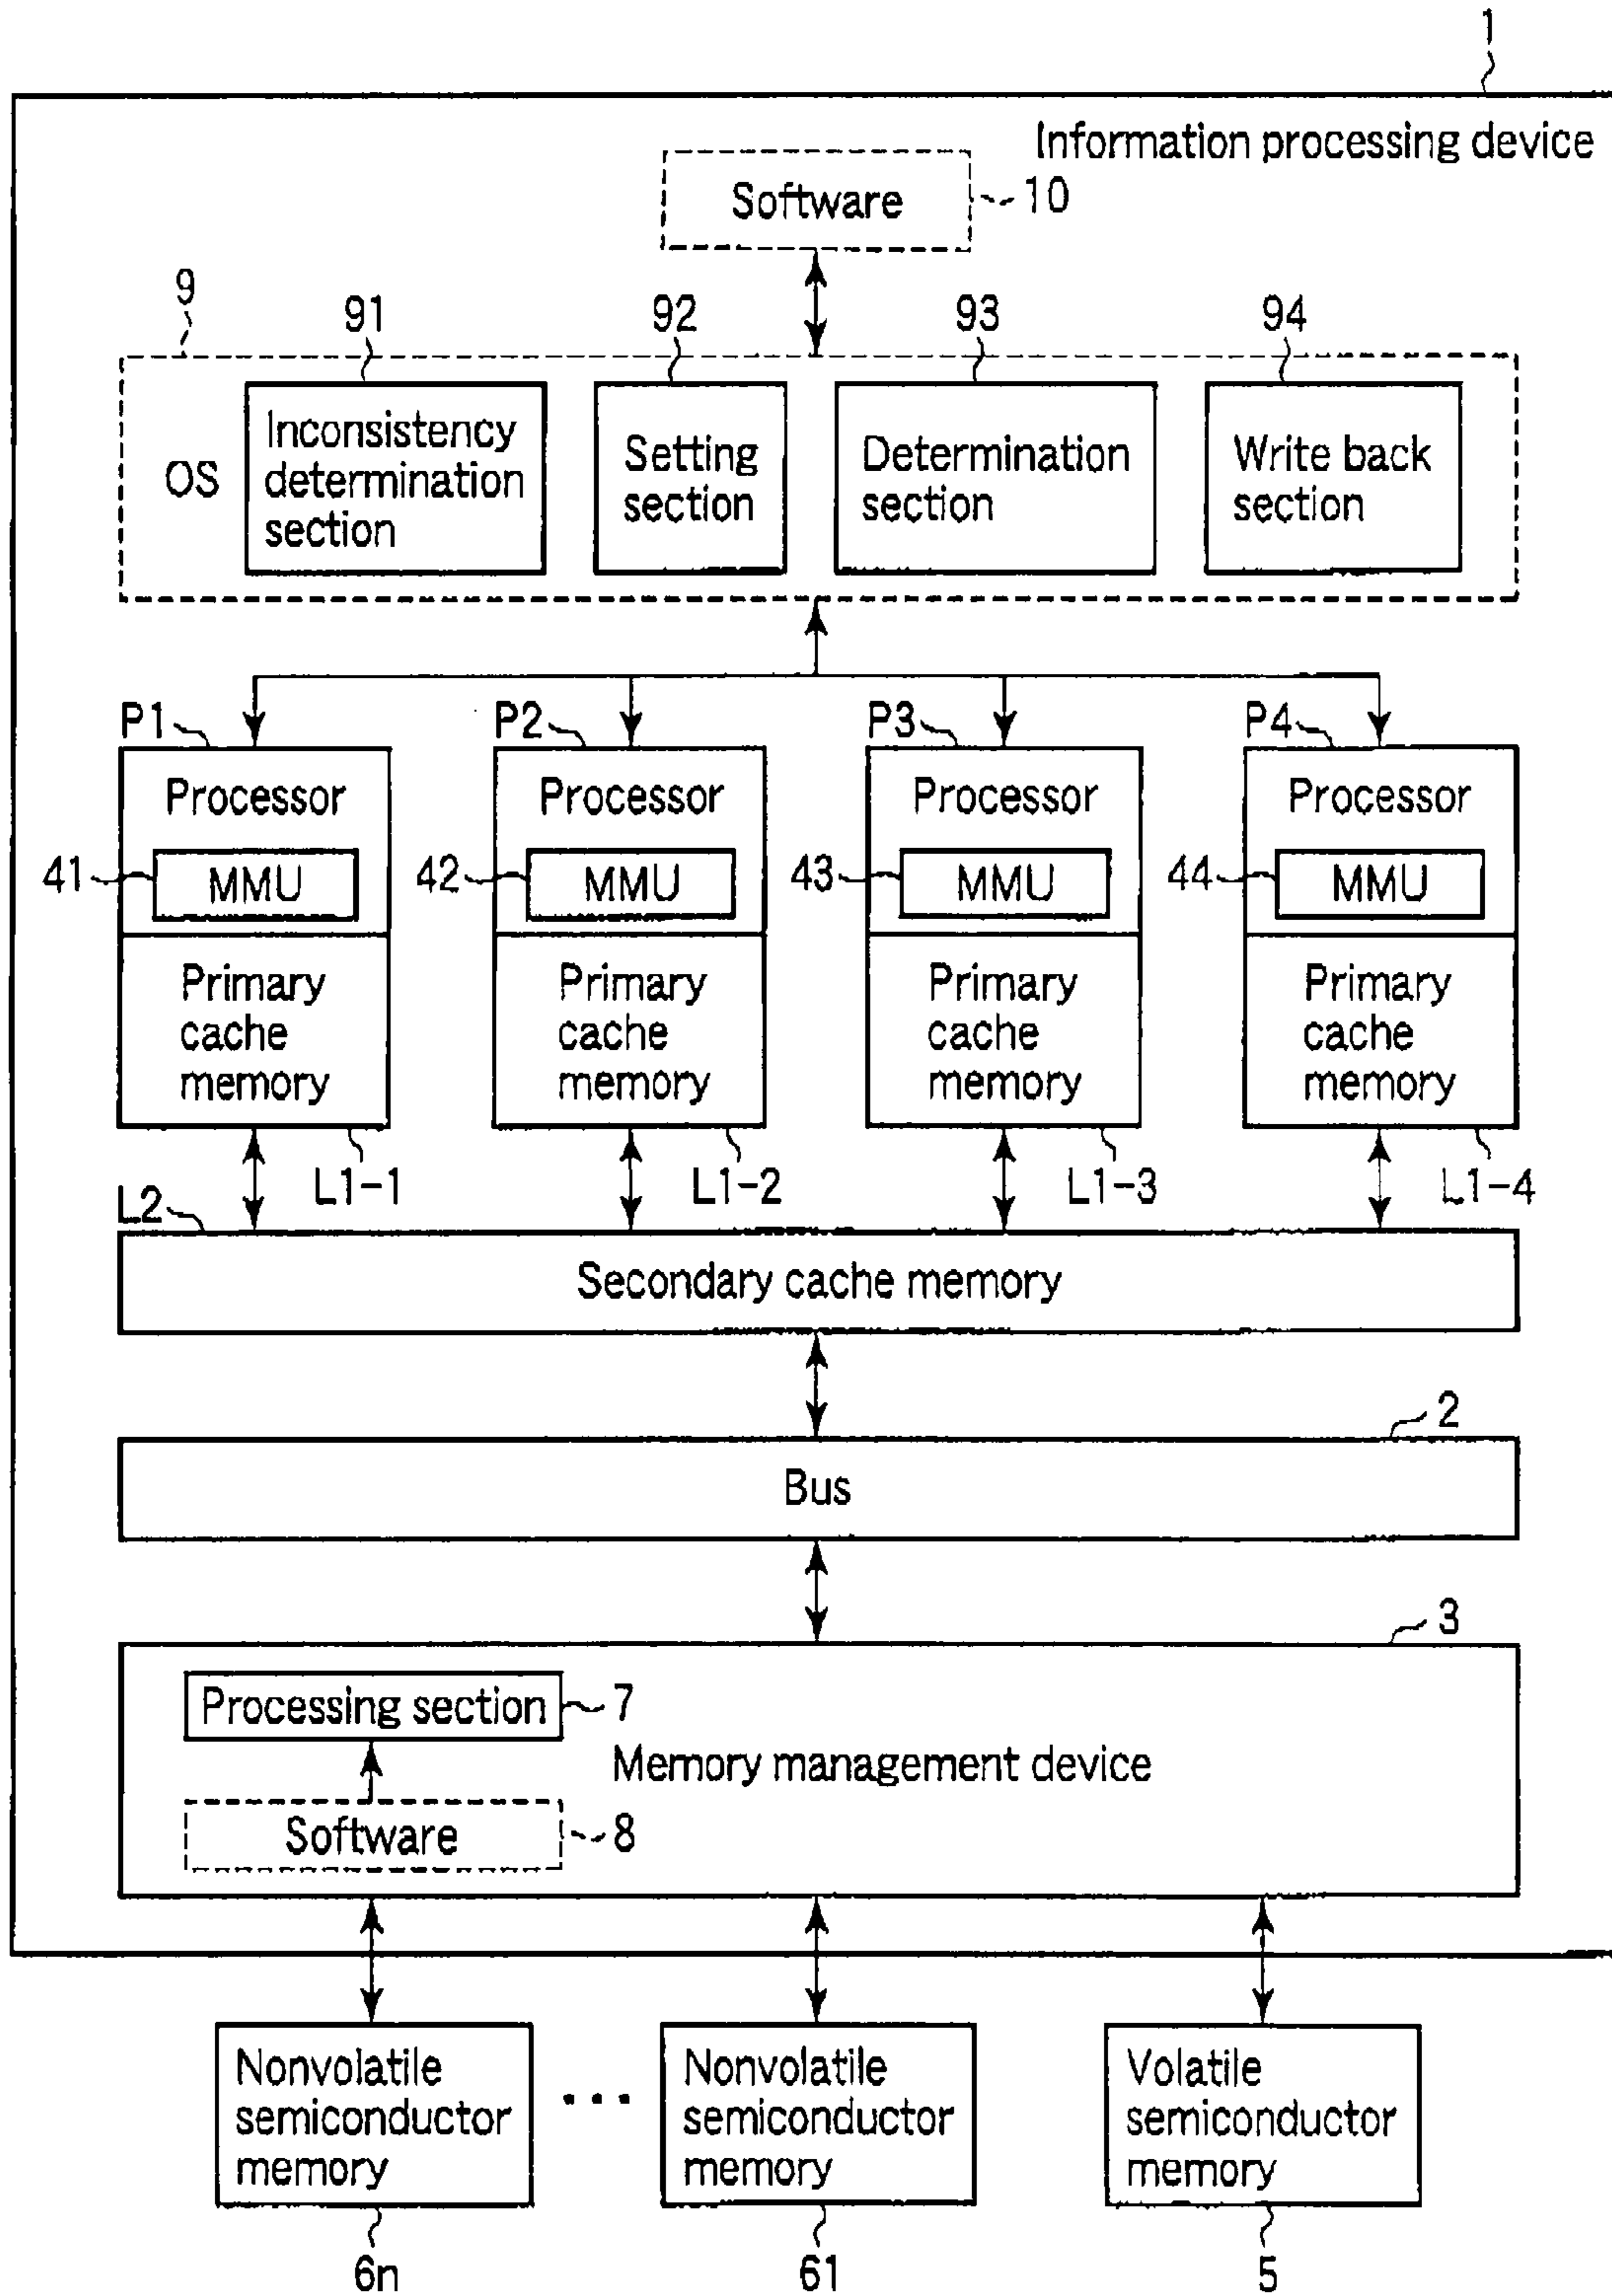 1
Information processing device
Software
10
9
91
92
93
94
OS
Inconsistency
determination
section
Setting
section
Determination
section
Write back
section
P1
P2
P3
P4
Processor
Processor
Processor
Processor
41
MMU
42
MMU
43
MMU
44
MMU
Primary
cache
memory
Primary
cache
memory
Primary
cache
memory
Primary
cache
memory
L1-1
L1-2
L1-3
L1-4
L2
Secondary cache memory
2
Bus
3
Processing section
7
Memory management device
Software
8
Nonvolatile
semiconductor
memory
...
Nonvolatile
semiconductor
memory
Volatile
semiconductor
memory
6n
61
5